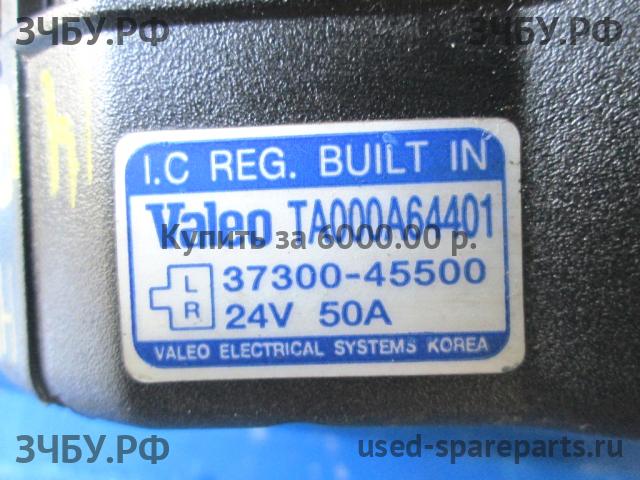 ЗЧБУ.РФ ЗЧБУ.РФ
I.C REG. BUILT IN
Valeo TA000A64401
Купить за 6000.00 р.
L 37300-45500
R 24V 50A
VALEO ELECTRICAL SYSTEMS KOREA
ЗЧБУ.РФ used-spareparts.ru